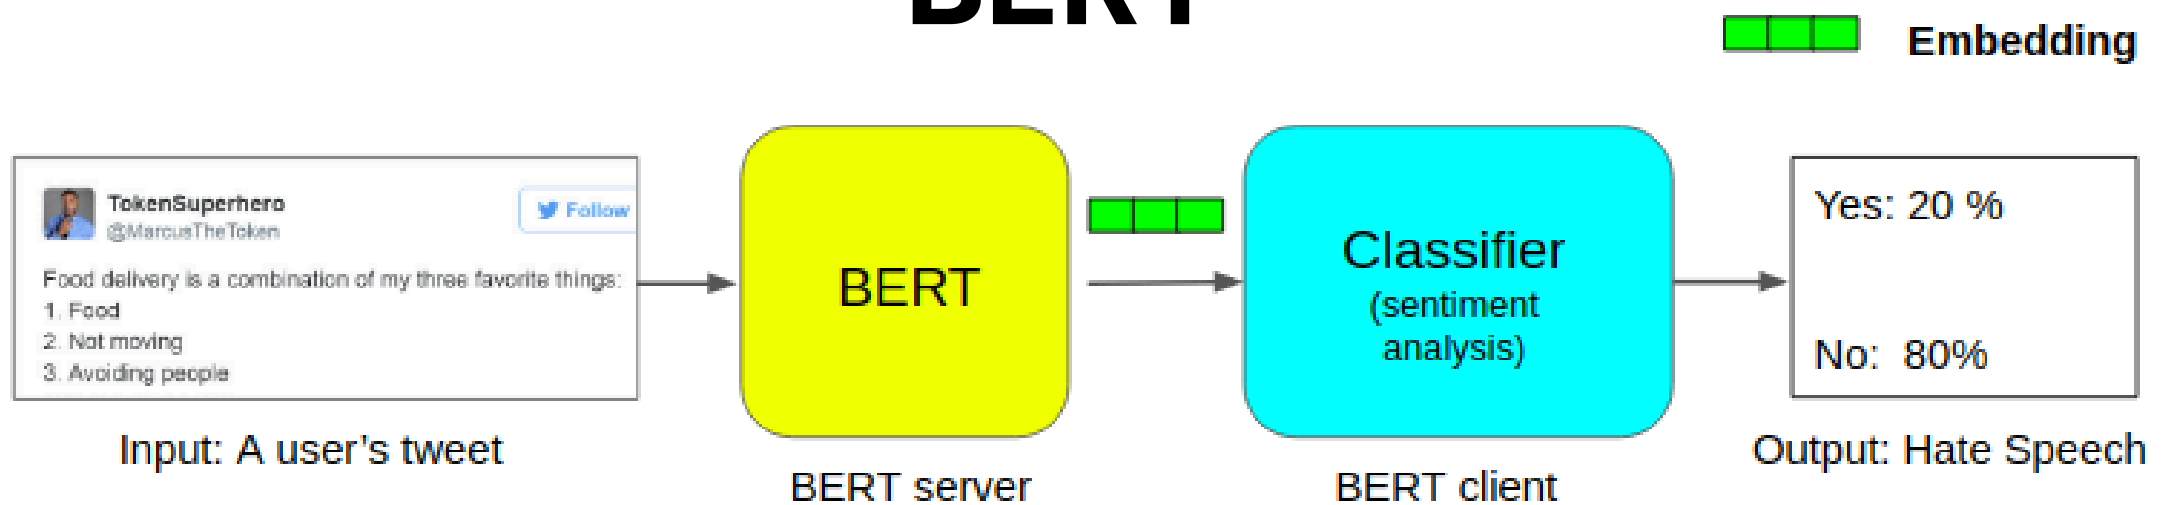 BERT
Embedding
TokenSuperhero
@MarcusTheToken
Follow
Food delivery is a combination of my three favorite things:
1. Food
2. Not moving
3. Avoiding people
Input: A user's tweet
BERT
BERT server
Classifier
(sentiment
analysis)
BERT client
Yes: 20 %
No: 80%
Output: Hate Speech